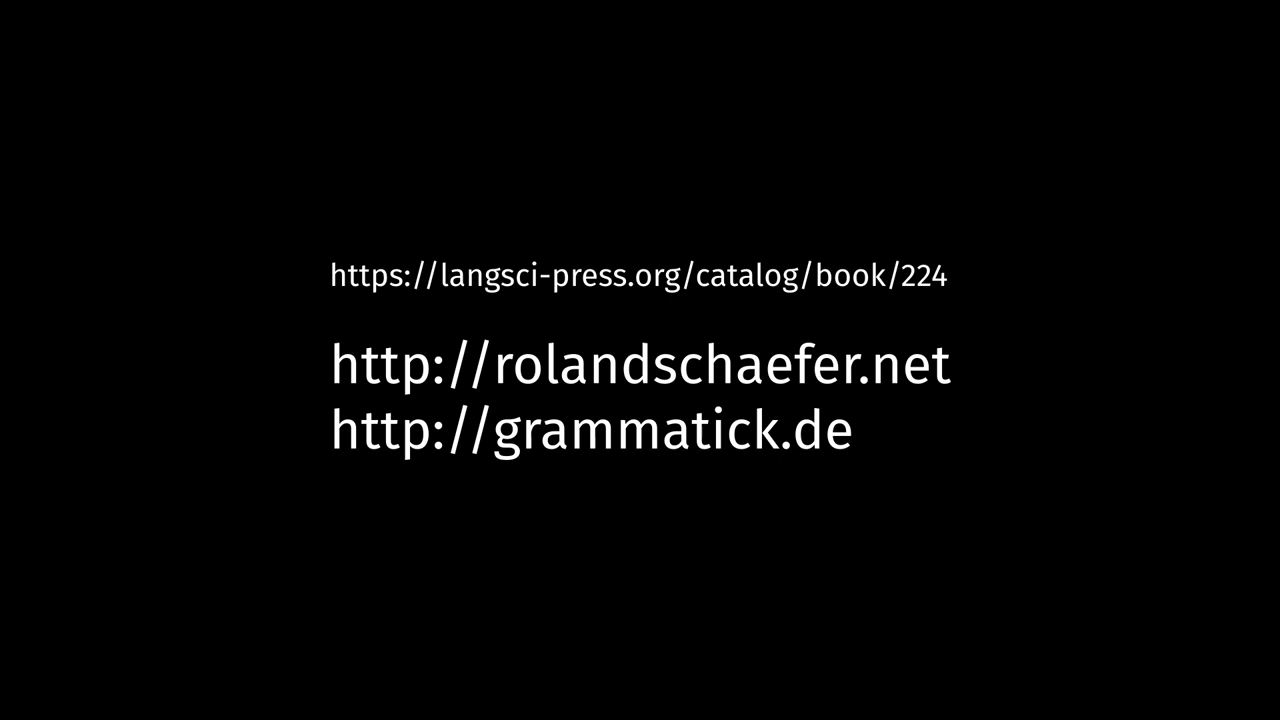 https://langsci-press.org/catalog/book/224
http://rolandschaefer.net
http://grammatick.de